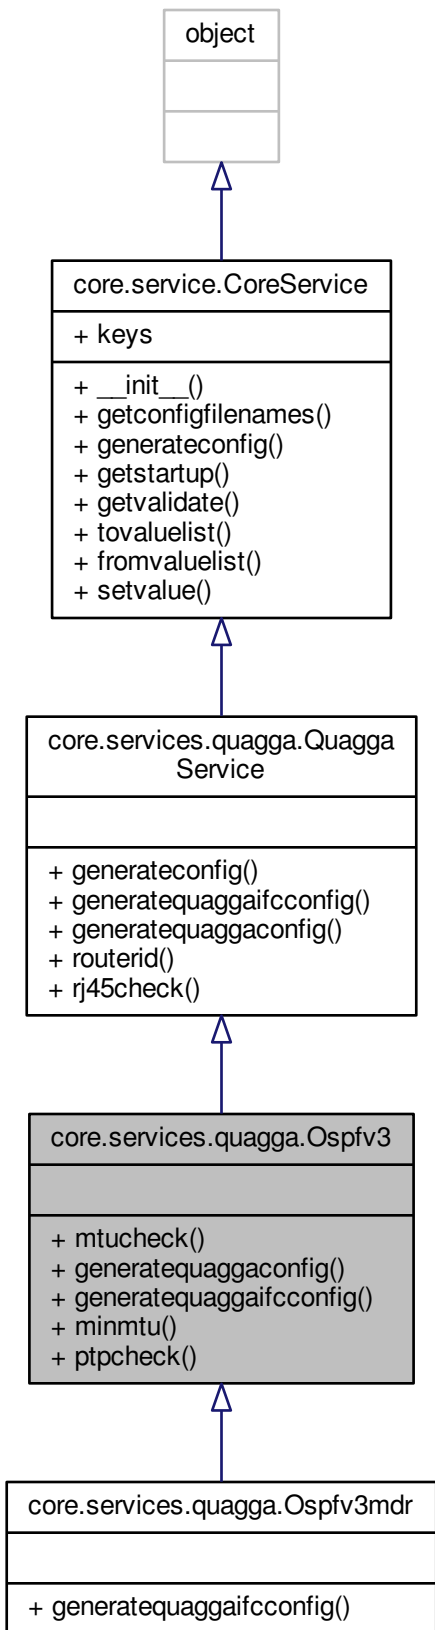 object
core.service.CoreService
+ keys
+ __init__()
+ getconfigfilenames()
+ generateconfig()
+ getstartup()
+ getvalidate()
+ tovaluelist()
+ fromvaluelist()
+ setvalue()
core.services.quagga.Quagga
Service
+ generateconfig()
+ generatequaggaifcconfig()
+ generatequaggaconfig()
+ routerid()
+ rj45check()
core.services.quagga.Ospfv3
+ mtucheck()
+ generatequaggaconfig()
+ generatequaggaifcconfig()
+ minmtu()
+ ptpcheck()
core.services.quagga.Ospfv3mdr
+ generatequaggaifcconfig()